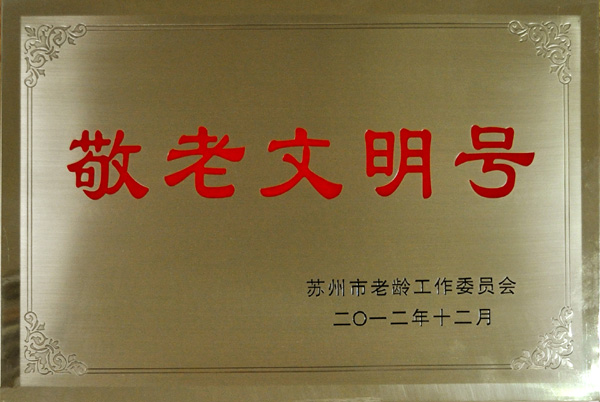 敬老文明号
苏州市老龄工作委员会
二〇一二年十二月